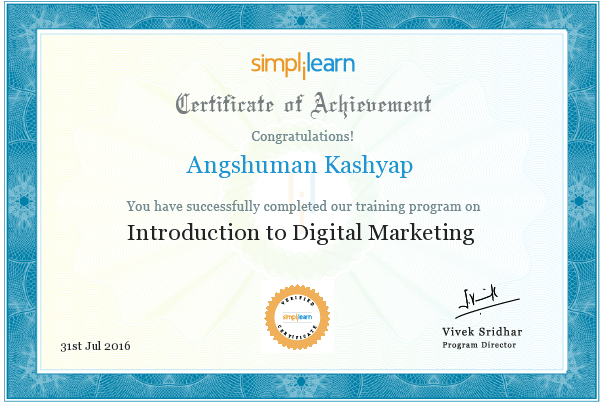 simplilearn
Certificate of Achievement
Congratulations!
Angshuman Kashyap
You have successfully completed our training program on
Introduction to Digital Marketing
VERIFIED
simplilearn
CERTIFICATE
31st Jul 2016
Vivek Sridhar
Program Director